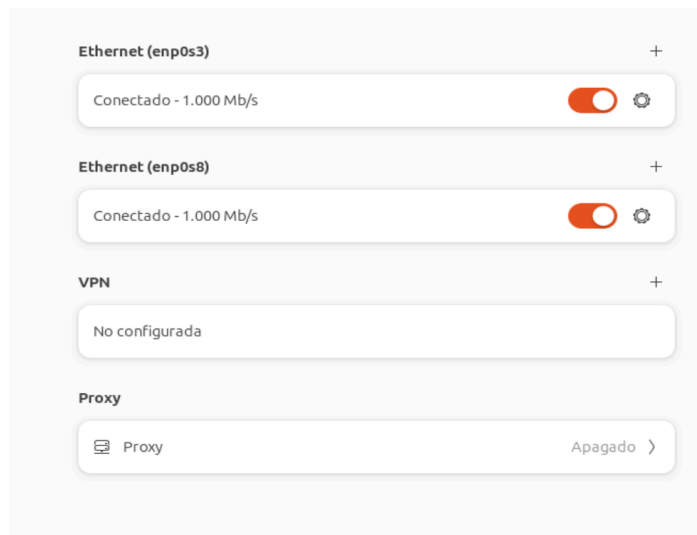 Ethernet (enp0s3)
Conectado - 1.000 Mb/s
Ethernet (enp0s8)
Conectado - 1.000 Mb/s
VPN
No configurada
Proxy
Proxy Apagado